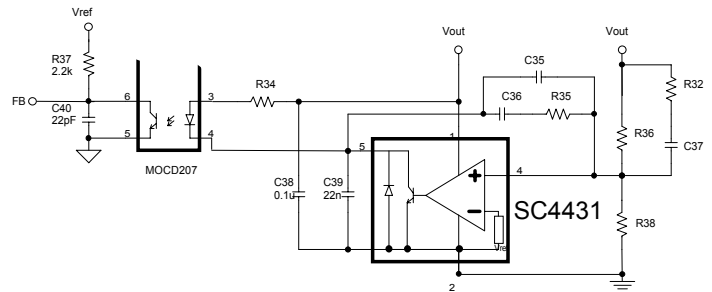 Vref
Vout
Vout
R37
2.2k
C35
R34
R32
C36
R35
FB
C40
22pF
6
3
5
4
R36
C37
1
5
MOCD207
4
C38
0.1u
C39
22n
+
−
SC4431
R38
Vref
2